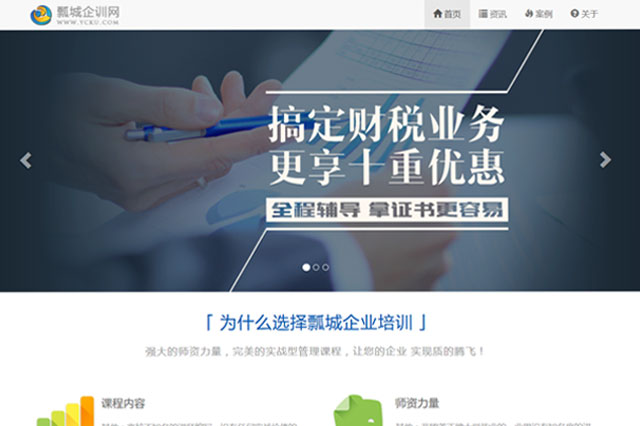 瓢城企训网
WWW.YCKU.COM
首页 资讯 案例 关于
搞定财税业务
更享十重优惠
全程辅导 拿证书更容易
「 为什么选择瓢城企业培训 」
强大的师资力量，完美的实战型管理课程，让您的企业 实现质的腾飞！
课程内容
师资力量